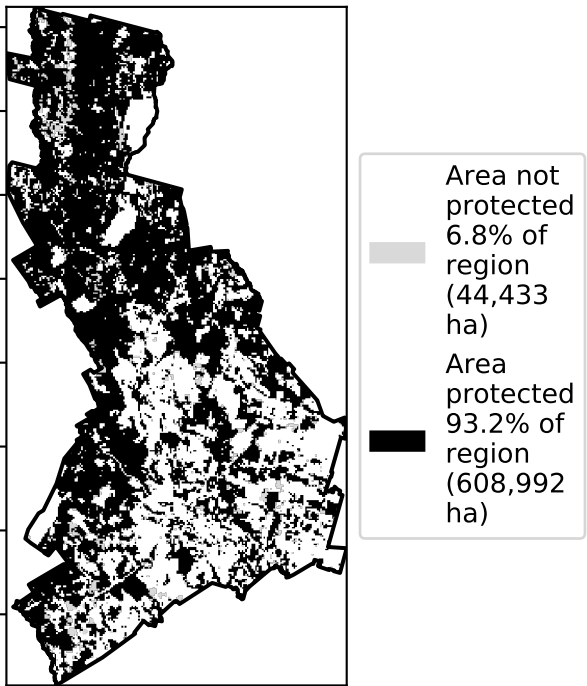 Area not
protected
6.8% of
region
(44,433
ha)
Area
protected
93.2% of
region
(608,992
ha)